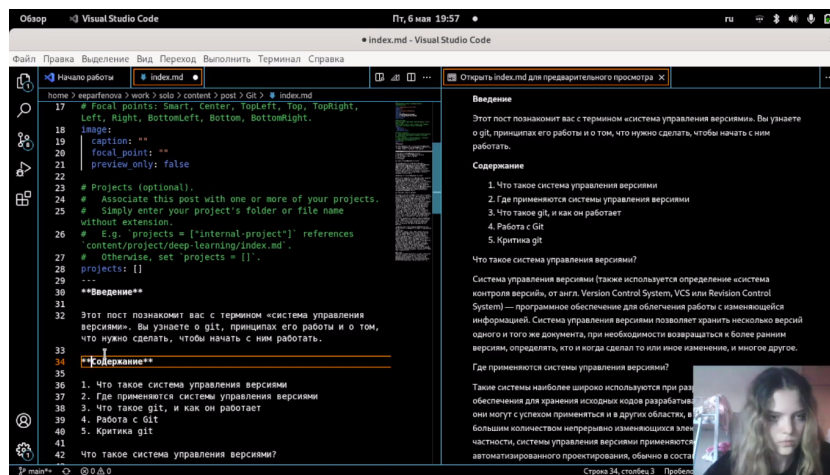 Обзор Visual Studio Code Пт, 6 мая 19:57 ru
index.md - Visual Studio Code
Файл Правка Выделение Вид Переход Выполнить Терминал Справка
Начало работы index.md Открыть index.md для предварительного просмотра
home > eeparfenova > work > solo > content > post > Git > index.md
17 # Focal points: Smart, Center, TopLeft, Top, TopRight,
Left, Right, BottomLeft, Bottom, BottomRight.
18 image:
19 caption: ""
20 focal_point: ""
21 preview_only: false
22
23 # Projects (optional).
24 # Associate this post with one or more of your projects.
25 # Simply enter your project's folder or file name
without extension.
26 # E.g. `projects = ["internal-project"]` references
`content/project/deep-learning/index.md`.
27 # Otherwise, set `projects = []`.
28 projects: []
29 ---
30 **Введение**
31
32 Этот пост познакомит вас с термином «система управления
версиями». Вы узнаете о git, принципах его работы и о том,
что нужно сделать, чтобы начать с ним работать.
33
34 **Содержание**
35
36 1. Что такое система управления версиями
37 2. Где применяются системы управления версиями
38 3. Что такое git, и как он работает
39 4. Работа с Git
40 5. Критика git
41
42 Что такое система управления версиями?
Введение
Этот пост познакомит вас с термином «система управления версиями». Вы узнаете
о git, принципах его работы и о том, что нужно сделать, чтобы начать с ним
работать.
Содержание
1. Что такое система управления версиями
2. Где применяются системы управления версиями
3. Что такое git, и как он работает
4. Работа с Git
5. Критика git
Что такое система управления версиями?
Система управления версиями (также используется определение «система
контроля версий», от англ. Version Control System, VCS или Revision Control
System) — программное обеспечение для облегчения работы с изменяющейся
информацией. Система управления версиями позволяет хранить несколько версий
одного и того же документа, при необходимости возвращаться к более ранним
версиям, определять, кто и когда сделал то или иное изменение, и многое другое.
Где применяются системы управления версиями?
Такие системы наиболее широко используются при
обеспечения для хранения исходных кодов
они могут с успехом применяться и в других областях, в
большим количеством непрерывно изменяющихся
частности, системы управления версиями применяются
автоматизированного проектирования, обычно в
main*+ 0 0 Строка 34, столбец 3